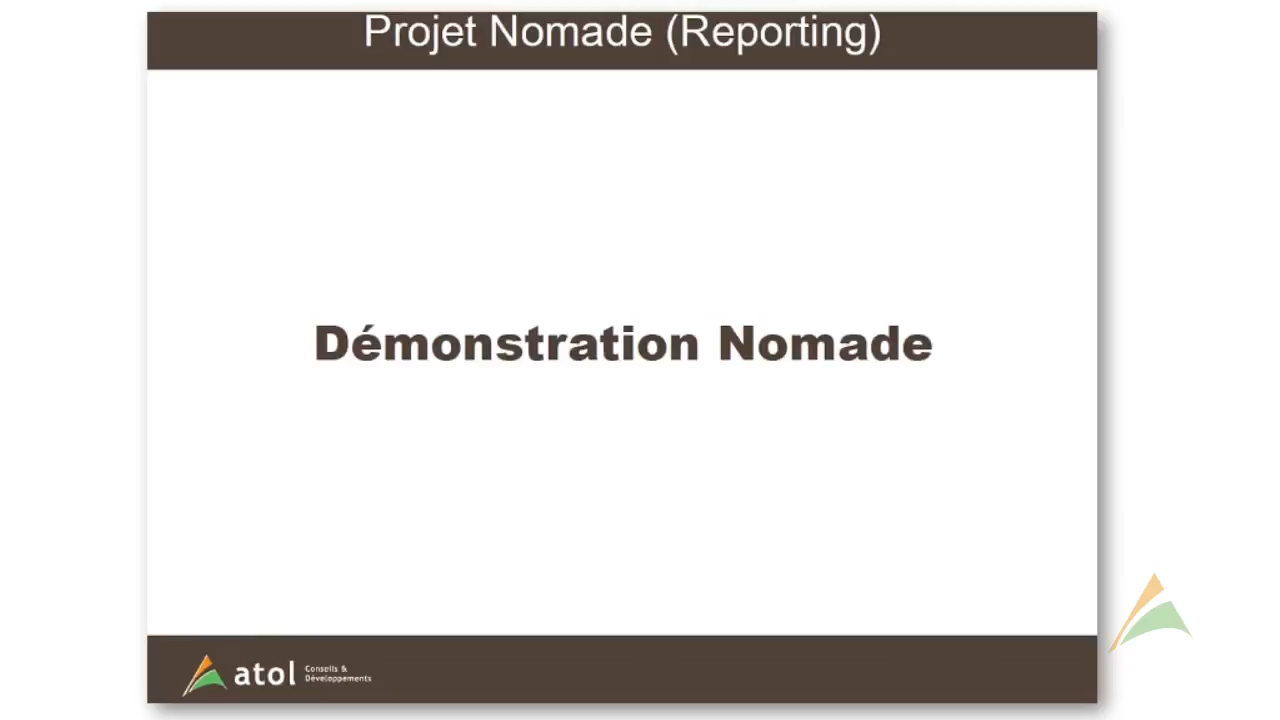 Projet Nomade (Reporting)
Démonstration Nomade
atol
Conseils &
Développements